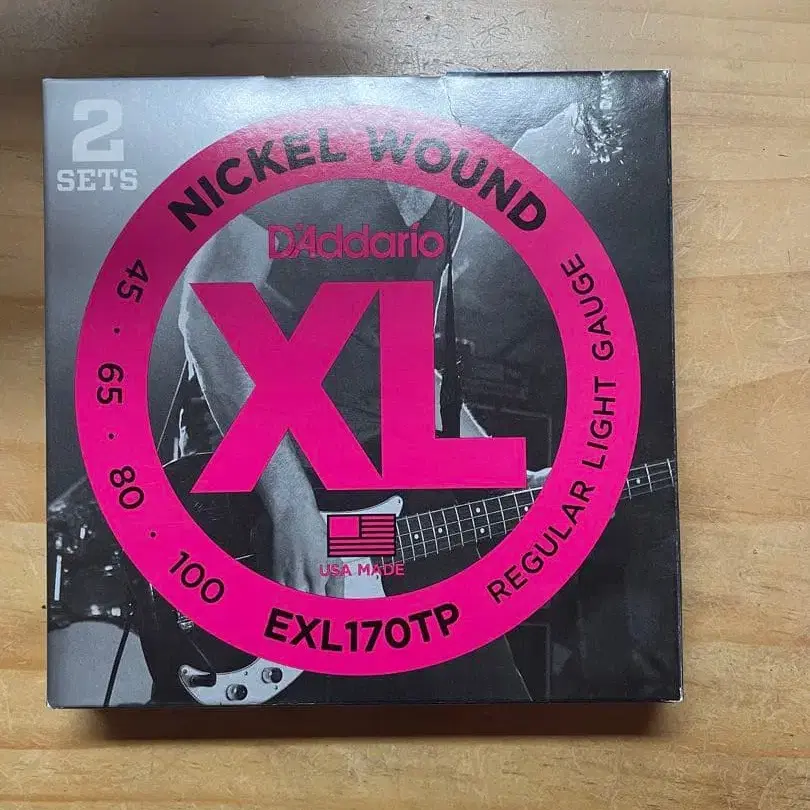 2
SETS
NICKEL WOUND
D'Addario
XL
USA MADE
45 · 65 · 80 · 100
EXL170TP
REGULAR LIGHT GAUGE